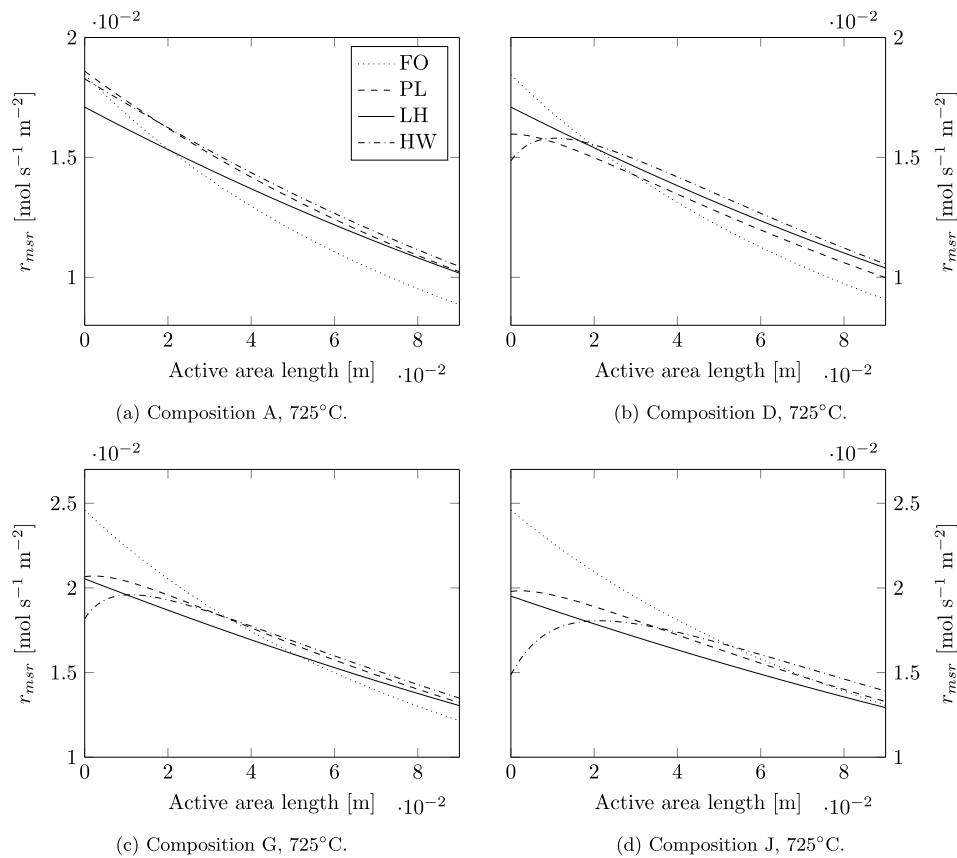 ·10−2
·10−2
r_msr [mol s−1 m−2]
2
1.5
1
FO
PL
LH
HW
2
1.5
1
r_msr [mol s−1 m−2]
0 2 4 6 8
0 2 4 6 8
Active area length [m] ·10−2
Active area length [m] ·10−2
(a) Composition A, 725°C.
(b) Composition D, 725°C.
·10−2
·10−2
r_msr [mol s−1 m−2]
2.5
2
1.5
1
2.5
2
1.5
1
r_msr [mol s−1 m−2]
0 2 4 6 8
0 2 4 6 8
Active area length [m] ·10−2
Active area length [m] ·10−2
(c) Composition G, 725°C.
(d) Composition J, 725°C.